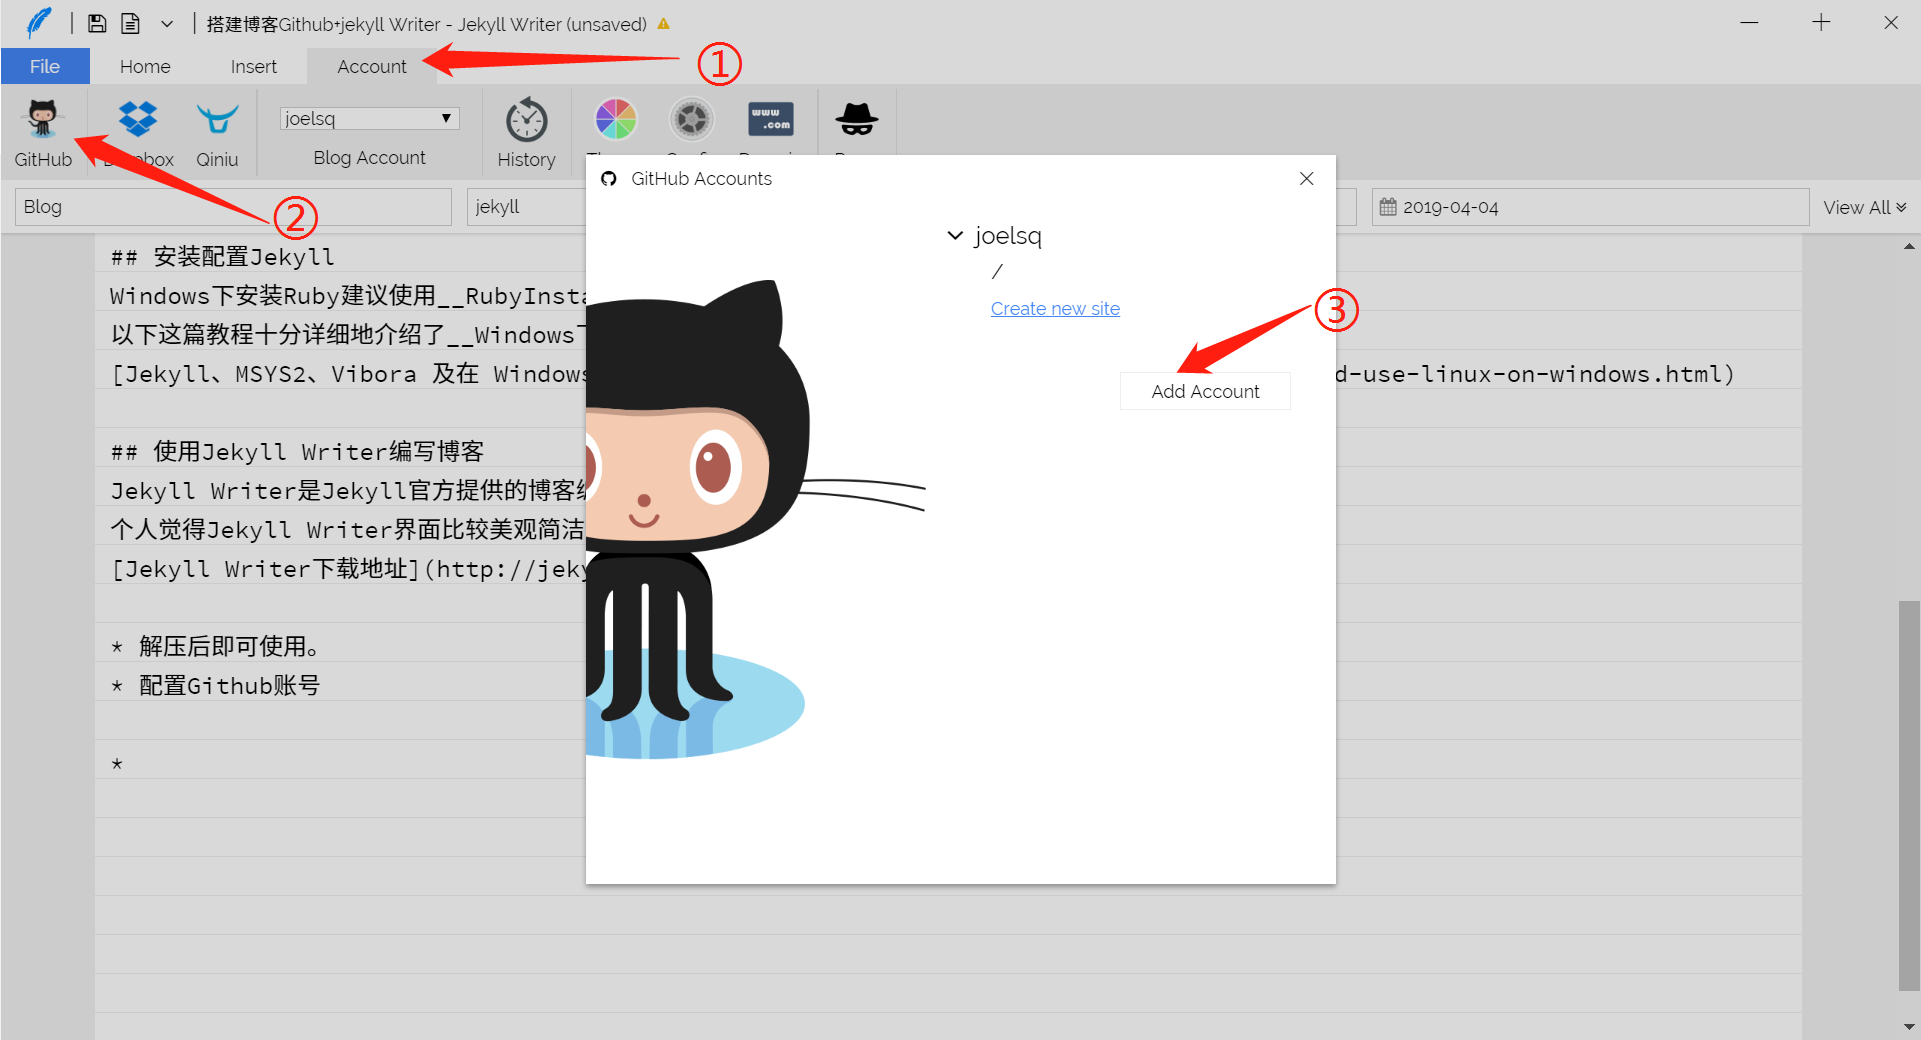 搭建博客Github+jekyll Writer - Jekyll Writer (unsaved)
File Home Insert Account ①
joelsq
GitHub Qiniu Blog Account History
www .com
②
Blog jekyll 2019-04-04 View All
GitHub Accounts
joelsq
/
Create new site
③
Add Account
## 安装配置Jekyll
Windows下安装Ruby建议使用__RubyInsta
以下这篇教程十分详细地介绍了__Windows下
[Jekyll、MSYS2、Vibora 及在 Windows d-use-linux-on-windows.html)
## 使用Jekyll Writer编写博客
Jekyll Writer是Jekyll官方提供的博客编
个人觉得Jekyll Writer界面比较美观简洁
[Jekyll Writer下载地址](http://jeky
* 解压后即可使用。
* 配置Github账号
*